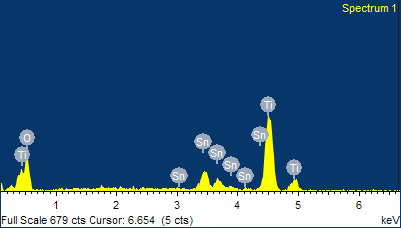 Spectrum 1
O
Ti
Sn
Sn
Sn
Sn
Sn
Sn
Ti
Ti
1 2 3 4 5 6
Full Scale 679 cts Cursor: 6.654 (5 cts) keV